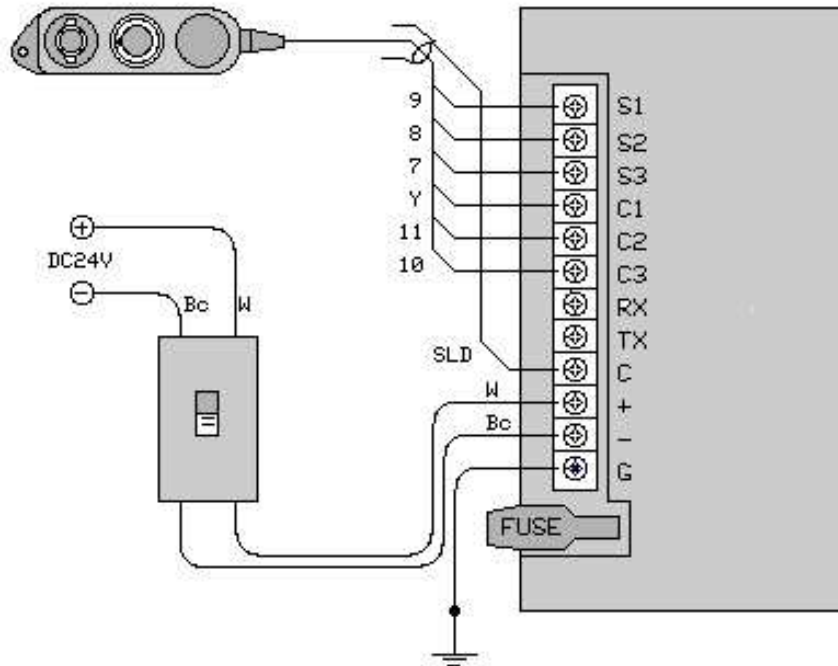 9
S1
8
S2
7
S3
Y
C1
11
C2
10
C3
RX
TX
SLD
C
DC24V
Bc
W
W
+
Bc
-
G
FUSE